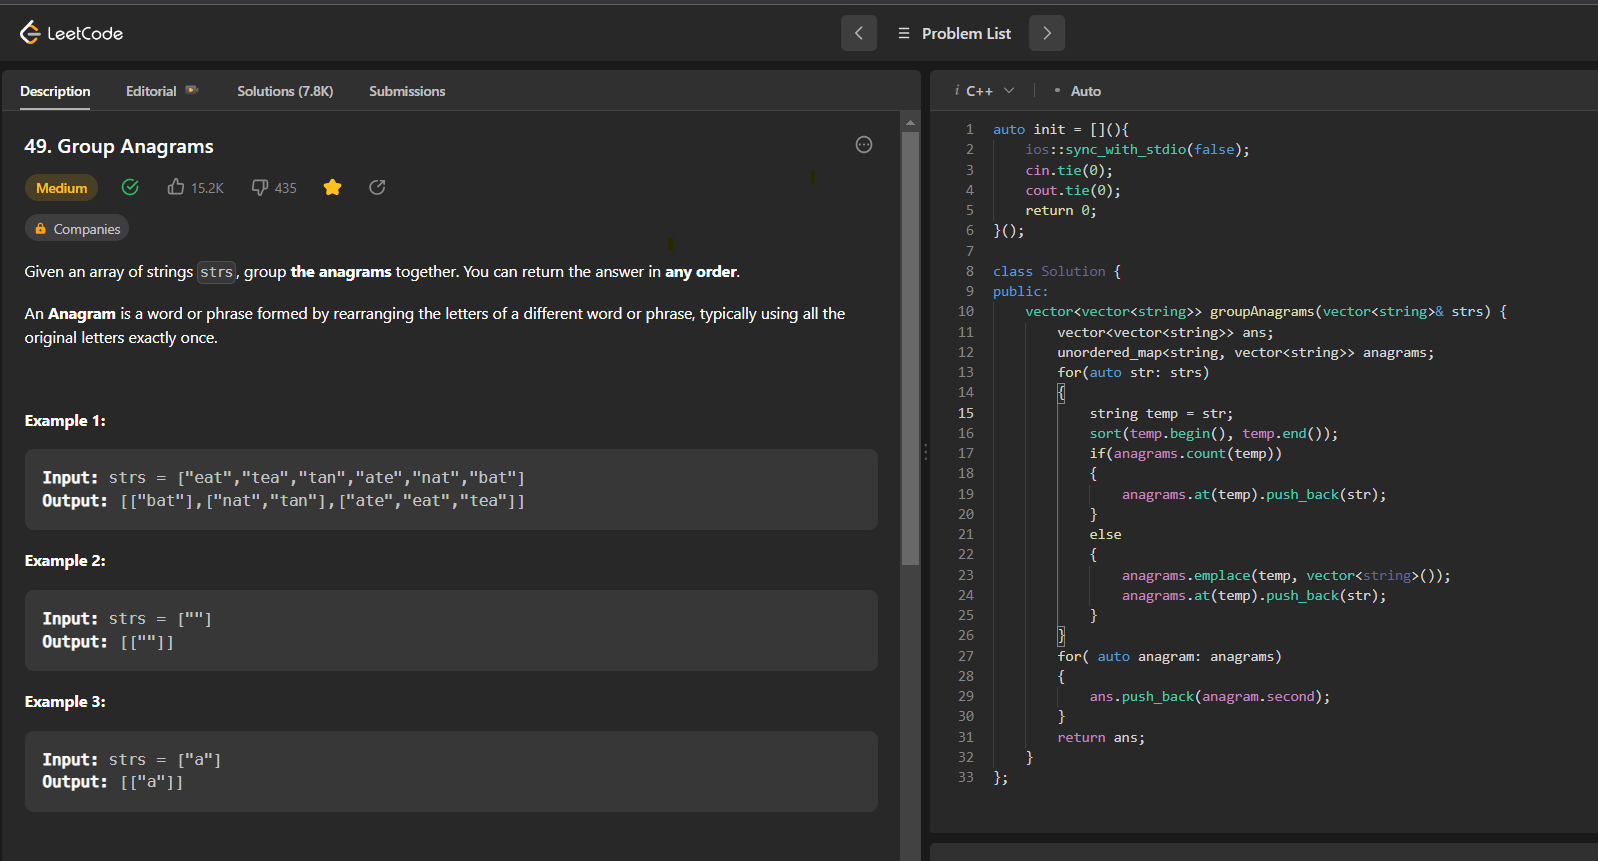 LeetCode
Problem List
Description Editorial Solutions (7.8K) Submissions
49. Group Anagrams
Medium 15.2K 435
Companies
Given an array of strings strs, group the anagrams together. You can return the answer in any order.
An Anagram is a word or phrase formed by rearranging the letters of a different word or phrase, typically using all the
original letters exactly once.
Example 1:
Input: strs = ["eat","tea","tan","ate","nat","bat"]
Output: [["bat"],["nat","tan"],["ate","eat","tea"]]
Example 2:
Input: strs = [""]
Output: [[""]]
Example 3:
Input: strs = ["a"]
Output: [["a"]]
i C++ Auto
1 auto init = [](){
2 ios::sync_with_stdio(false);
3 cin.tie(0);
4 cout.tie(0);
5 return 0;
6 }();
7
8 class Solution {
9 public:
10 vector<vector<string>> groupAnagrams(vector<string>& strs) {
11 vector<vector<string>> ans;
12 unordered_map<string, vector<string>> anagrams;
13 for(auto str: strs)
14 {
15 string temp = str;
16 sort(temp.begin(), temp.end());
17 if(anagrams.count(temp))
18 {
19 anagrams.at(temp).push_back(str);
20 }
21 else
22 {
23 anagrams.emplace(temp, vector<string>());
24 anagrams.at(temp).push_back(str);
25 }
26 }
27 for( auto anagram: anagrams)
28 {
29 ans.push_back(anagram.second);
30 }
31 return ans;
32 }
33 };